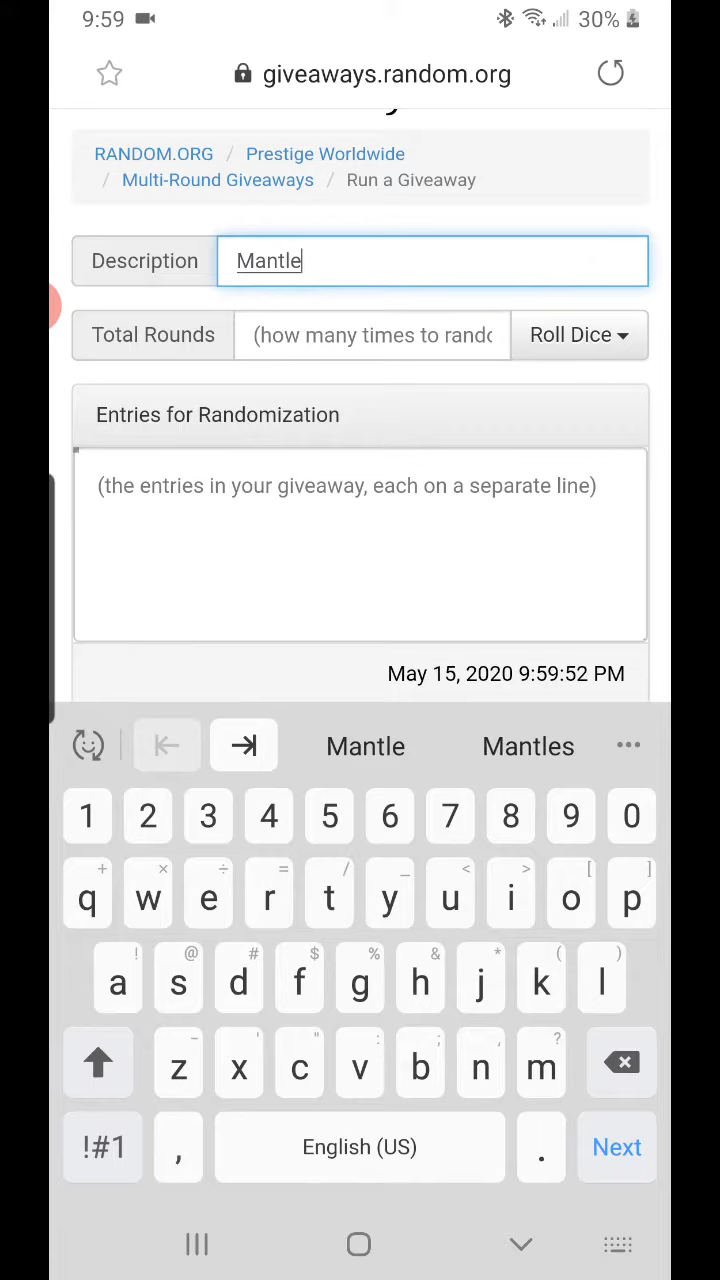 9:59 30%
giveaways.random.org
RANDOM.ORG / Prestige Worldwide
/ Multi-Round Giveaways / Run a Giveaway
Description Mantle
Total Rounds (how many times to rando Roll Dice
Entries for Randomization
(the entries in your giveaway, each on a separate line)
May 15, 2020 9:59:52 PM
Mantle Mantles ...
1 2 3 4 5 6 7 8 9 0
+ × ÷ = / _ < > [ ]
q w e r t y u i o p
! @ # $ % & * ( )
a s d f g h j k l
- ' " : ; , ?
z x c v b n m
!#1 , English (US) . Next